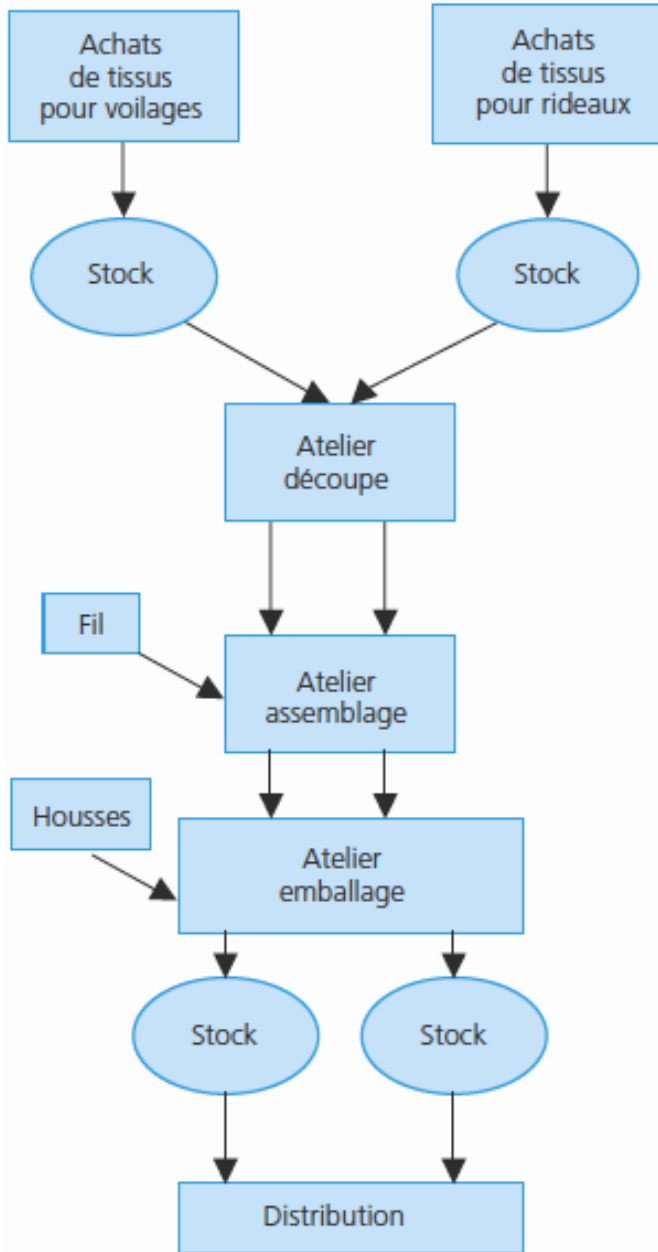 Achats
de tissus
pour voilages
Achats
de tissus
pour rideaux
Stock
Stock
Atelier
découpe
Fil
Atelier
assemblage
Housses
Atelier
emballage
Stock
Stock
Distribution